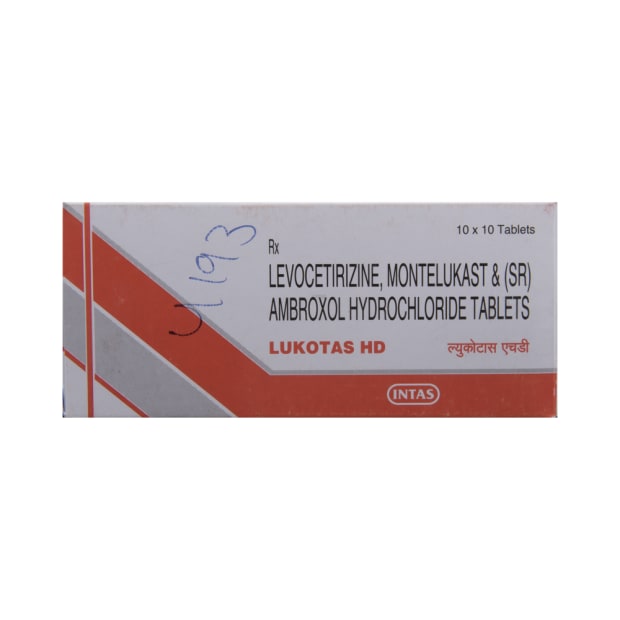 10 x 10 Tablets
Rx
LEVOCETIRIZINE, MONTELUKAST & (SR)
AMBROXOL HYDROCHLORIDE TABLETS
LUKOTAS HD ल्युकोटास एचडी
INTAS